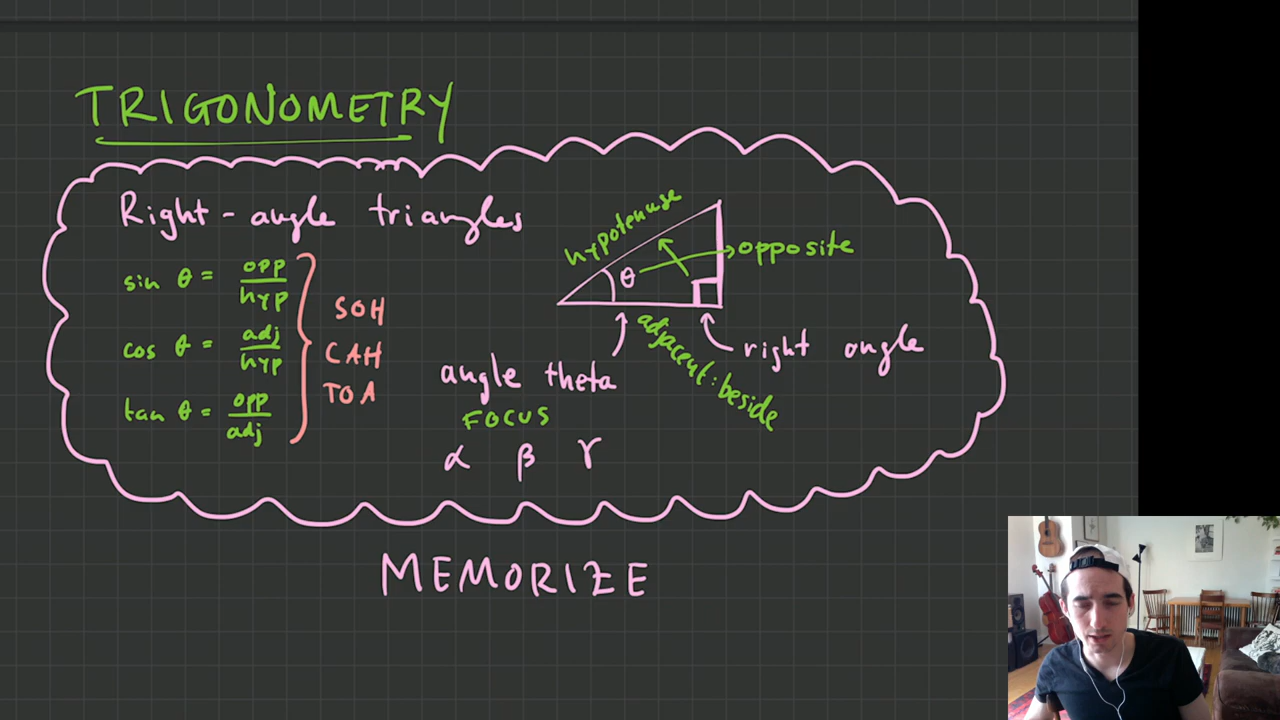 TRIGONOMETRY
Right-angle triangles
sin θ = opp/hyp
cos θ = adj/hyp
tan θ = opp/adj
SOH
CAH
TOA
hypotenuse
θ
opposite
adjacent: beside
right angle
angle theta
FOCUS
α β γ
MEMORIZE